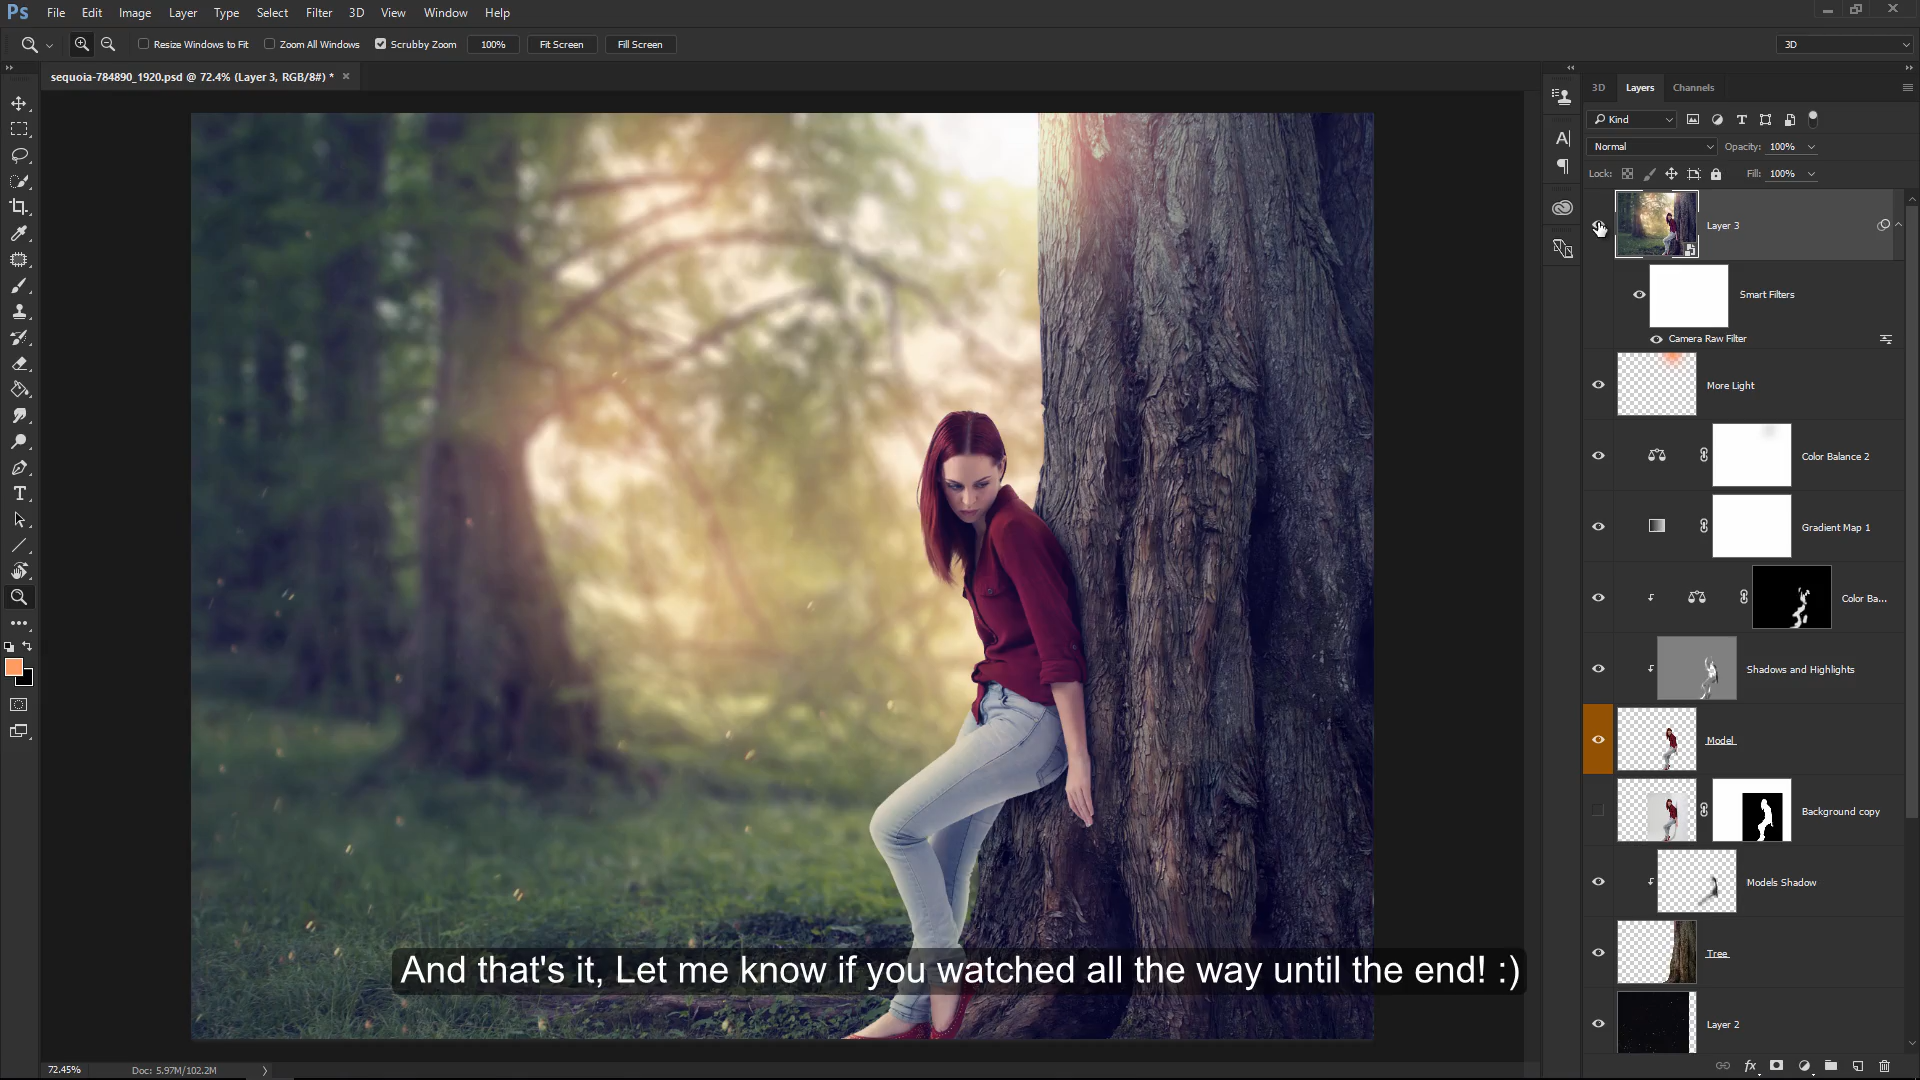 Ps File Edit Image Layer Type Select Filter 3D View Window Help
Resize Windows to Fit Zoom All Windows Scrubby Zoom 100% Fit Screen Fill Screen 3D
sequoia-784890_1920.psd @ 72.4% (Layer 3, RGB/8#) *
3D Layers Channels
Kind
Normal Opacity: 100%
Lock: Fill: 100%
Layer 3
Smart Filters
Camera Raw Filter
More Light
Color Balance 2
Gradient Map 1
Color Ba...
Shadows and Highlights
Model
Background copy
Models Shadow
Tree
Layer 2
And that's it, Let me know if you watched all the way until the end! :)
72.45% Doc: 5.97M/102.2M
fx